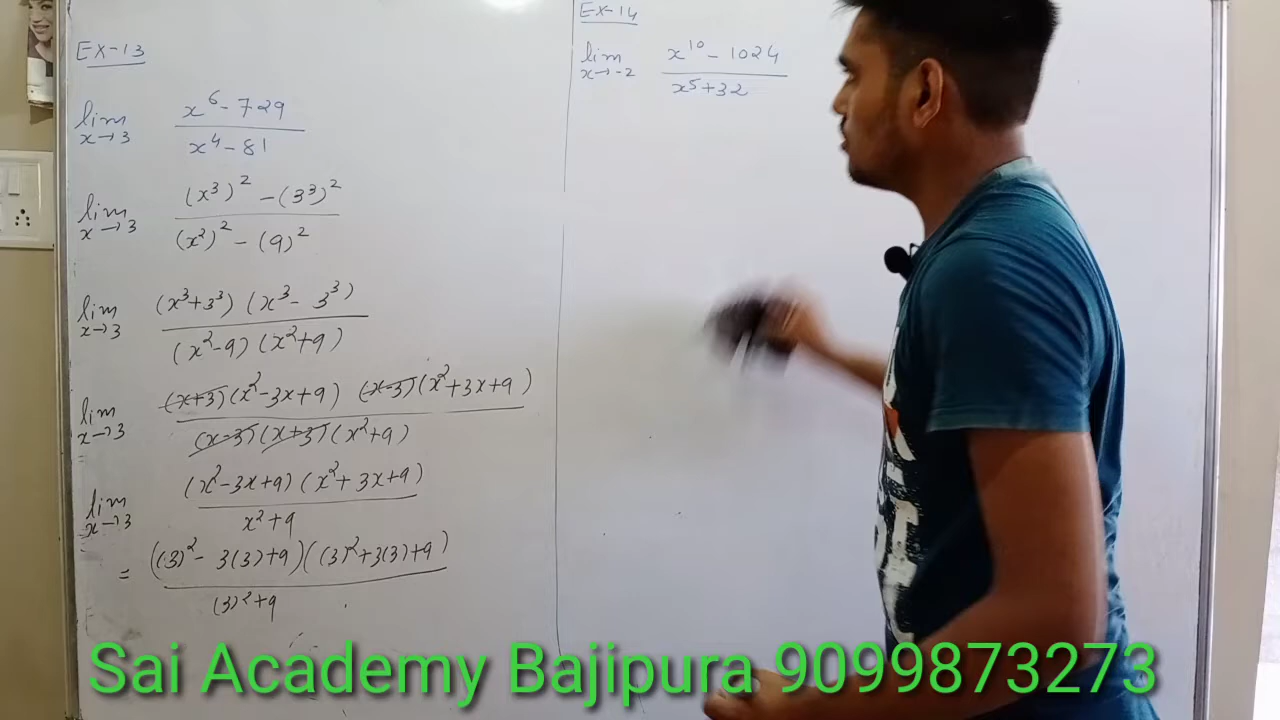 Ex-13
lim x→3 x^6 - 729 / x^4 - 81
lim x→3 (x^3)^2 - (3^3)^2 / (x^2)^2 - (9)^2
lim x→3 (x^3+3^3) (x^3 - 3^3) / (x^2-9) (x^2+9)
lim x→3 (x+3)(x^2-3x+9) (x-3)(x^2+3x+9) / (x-3)(x+3)(x^2+9)
lim x→3 (x^2-3x+9) (x^2+3x+9) / x^2+9
= ((3)^2 - 3(3)+9)((3)^2+3(3)+9) / (3)^2+9
Ex-14
lim x→-2 x^10 - 1024 / x^5+32
Sai Academy Bajipura 9099873273